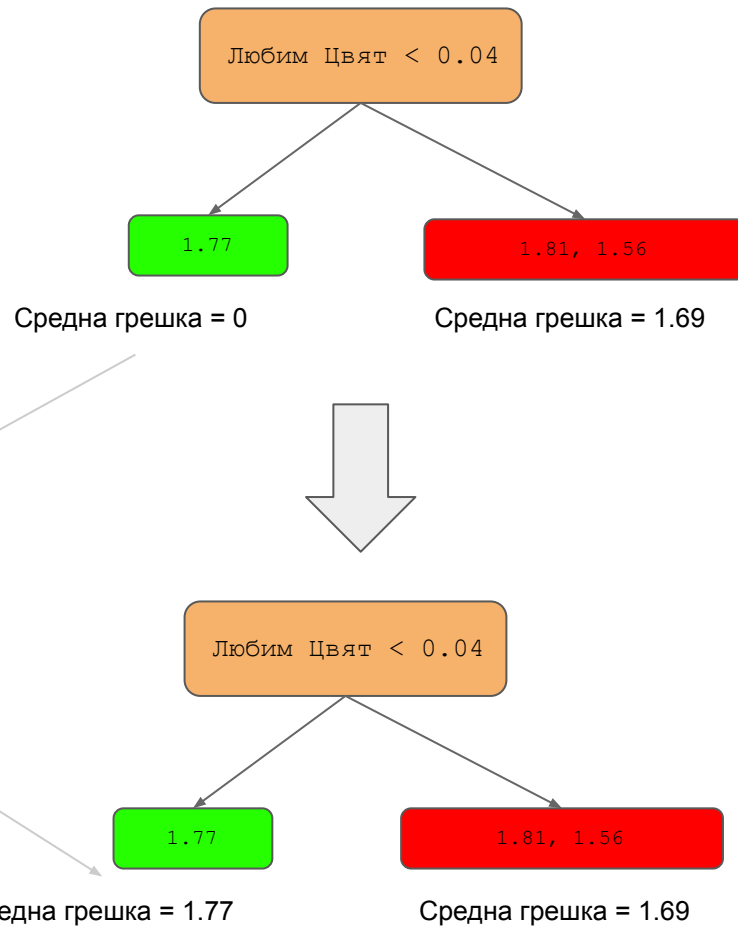 Любим Цвят < 0.04
1.77
1.81, 1.56
Средна грешка = 0
Средна грешка = 1.69
Любим Цвят < 0.04
1.77
1.81, 1.56
една грешка = 1.77
Средна грешка = 1.69